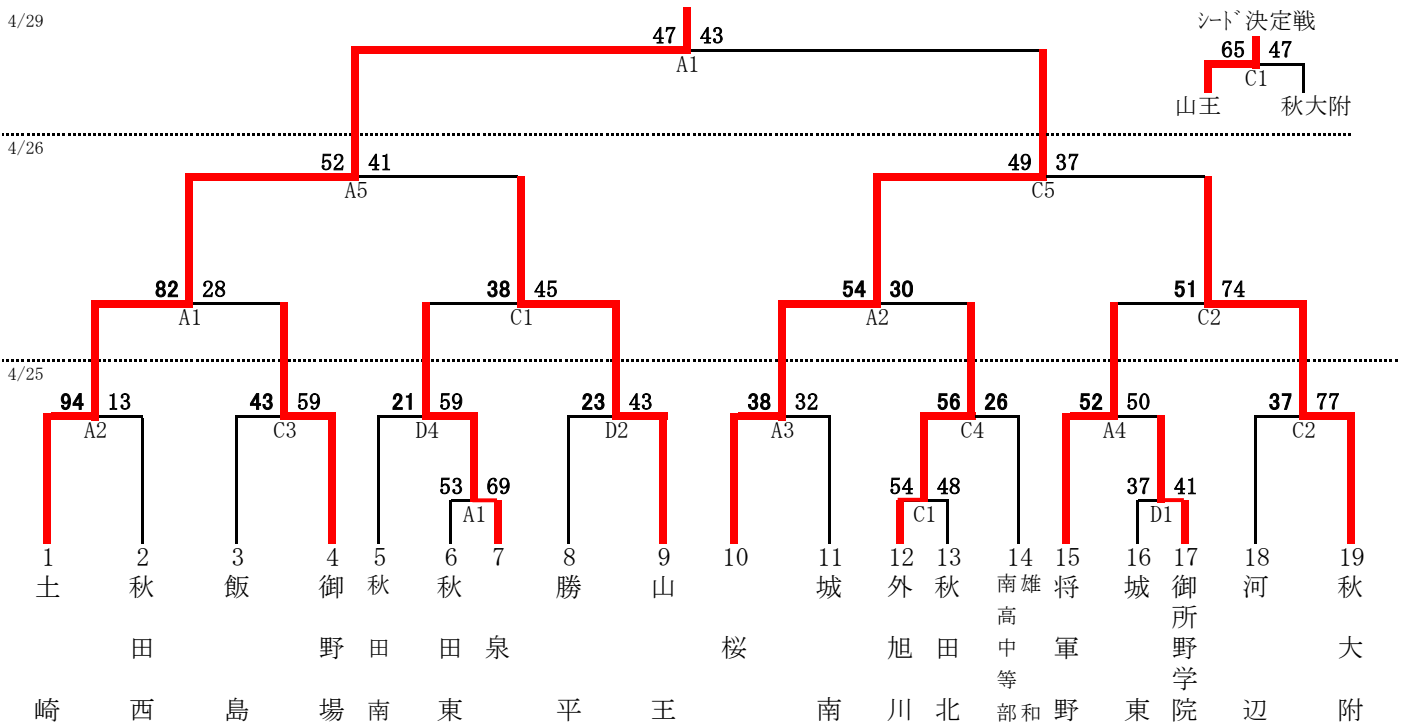 4/29
シード決定戦
47 43
A1
65 47
C1
山王 秋大附
4/26
52 41
A5
49 37
C5
82 28
A1
38 45
C1
54 30
A2
51 74
C2
4/25
94 13
A2
43 59
C3
21 59
D4
23 43
D2
38 32
A3
56 26
C4
52 50
A4
37 77
C2
53 69
A1
54 48
C1
37 41
D1
1 2 3 4 5 6 7 8 9 10 11 12 13 14 15 16 17 18 19
土崎
秋田西
飯島
御野場
秋田南
秋田東
泉
勝平
山王
桜
城南
外旭川
秋田北
雄和
南高中等部
将軍野
城東
御所野学院
河辺
秋大附